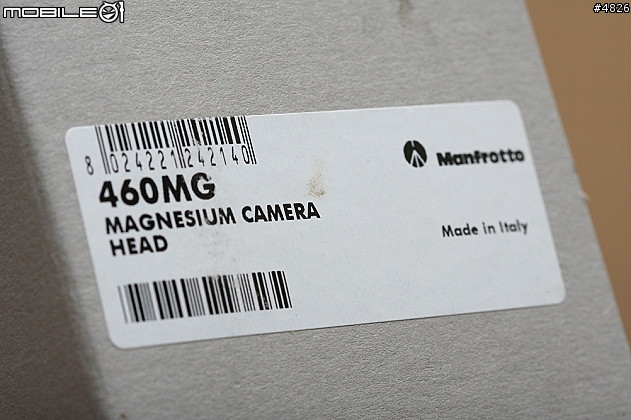 MOBILE01
#4826
8 024221 242140
460MG
MAGNESIUM CAMERA
HEAD
Manfrotto
Made in Italy